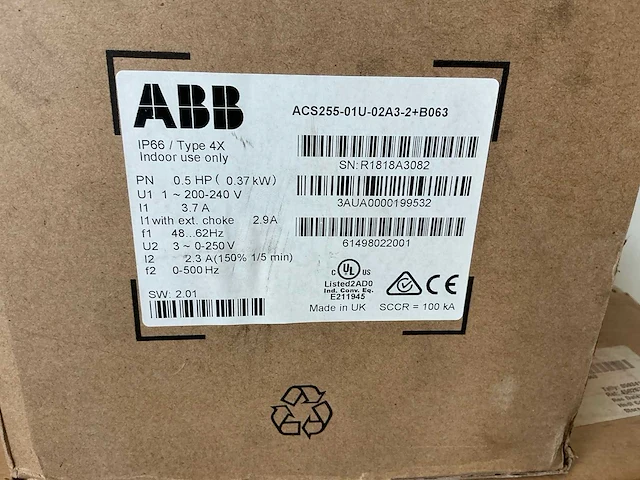 ABB
ACS255-01U-02A3-2+B063
IP66 / Type 4X
Indoor use only
SN:R1818A3082
PN 0.5 HP ( 0.37 kW)
U1 1 ~ 200-240 V
3AUA0000199532
I1 3.7 A
I1 with ext. choke 2.9A
f1 48...62Hz
U2 3 ~ 0-250 V
61498022001
I2 2.3 A(150% 1/5 min)
f2 0-500 Hz
C UL US
Listed2AD0
Ind. Conv. Eq.
E211945
CE
SW: 2.01
Made in UK SCCR = 100 kA